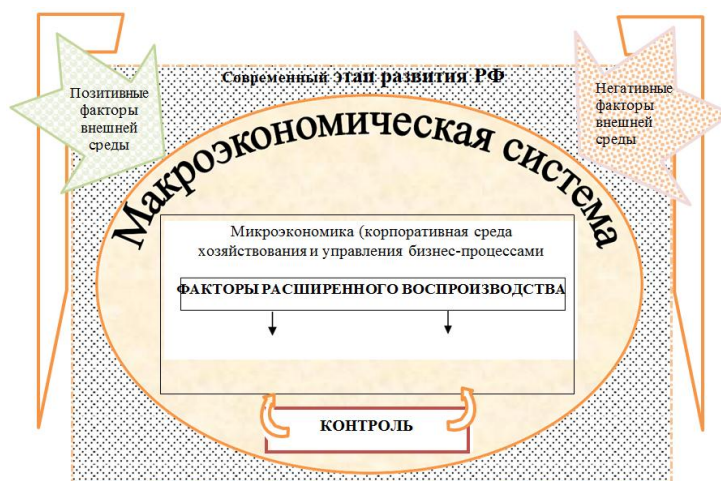 Современный этап развития РФ
Позитивные
факторы
внешней
среды
Негативные
факторы
внешней
среды
Макроэкономическая система
Микроэкономика (корпоративная среда
хозяйствования и управления бизнес-процессами
ФАКТОРЫ РАСШИРЕННОГО ВОСПРОИЗВОДСТВА
КОНТРОЛЬ